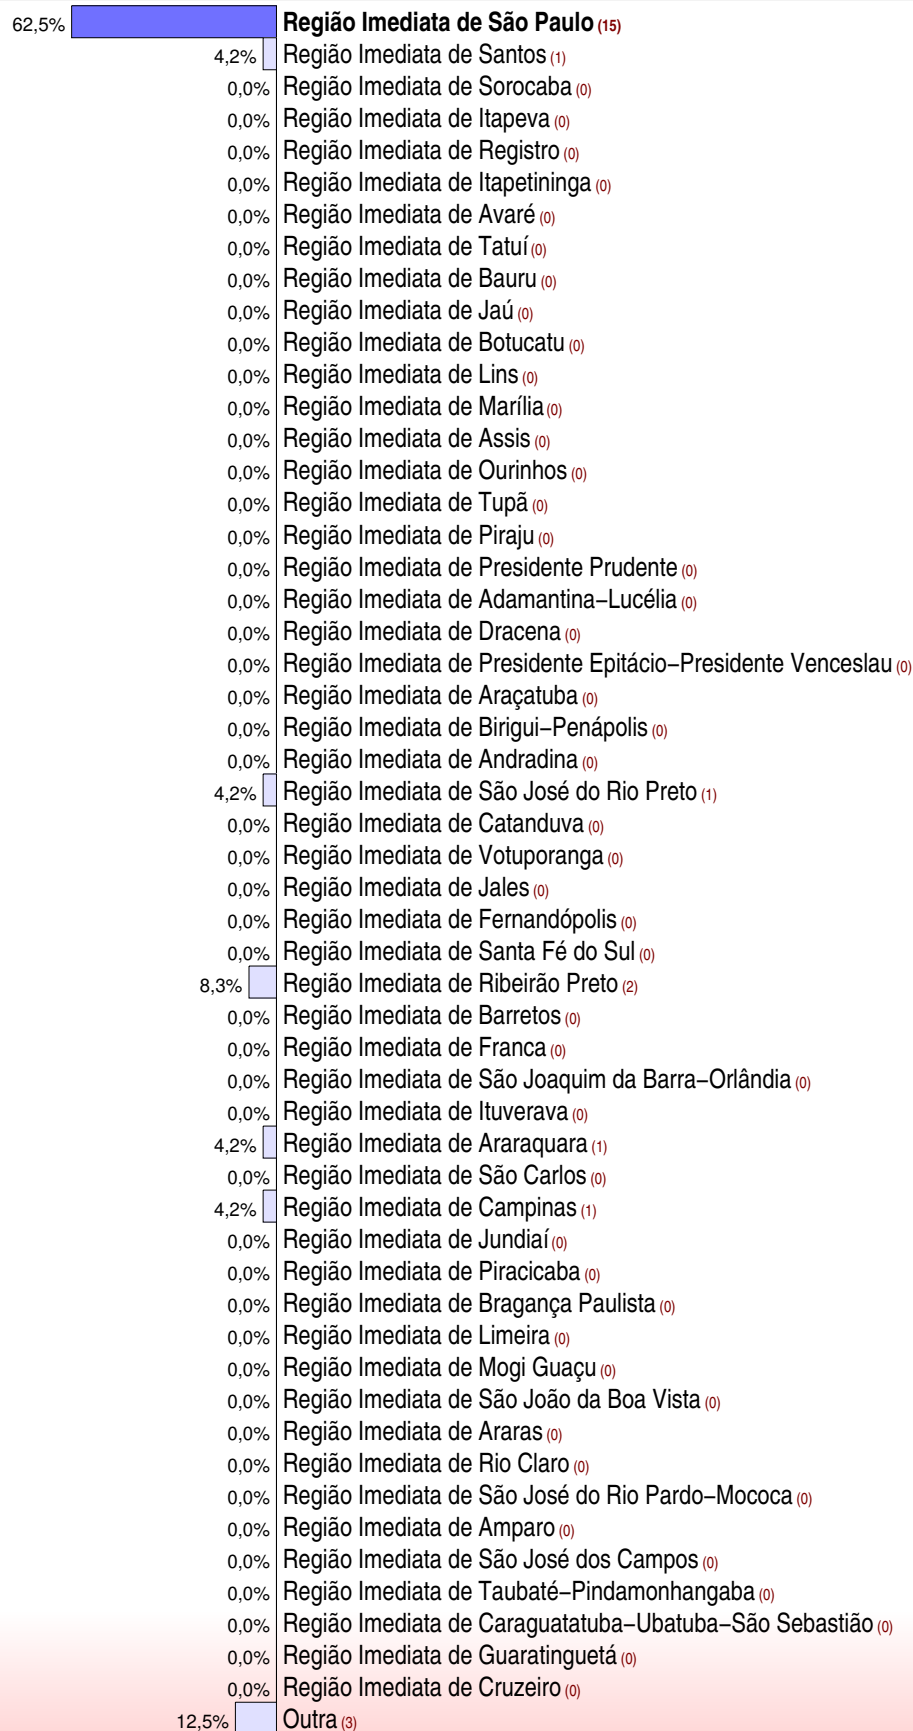 62,5% Região Imediata de São Paulo (15)
4,2% Região Imediata de Santos (1)
0,0% Região Imediata de Sorocaba (0)
0,0% Região Imediata de Itapeva (0)
0,0% Região Imediata de Registro (0)
0,0% Região Imediata de Itapetininga (0)
0,0% Região Imediata de Avaré (0)
0,0% Região Imediata de Tatuí (0)
0,0% Região Imediata de Bauru (0)
0,0% Região Imediata de Jaú (0)
0,0% Região Imediata de Botucatu (0)
0,0% Região Imediata de Lins (0)
0,0% Região Imediata de Marília (0)
0,0% Região Imediata de Assis (0)
0,0% Região Imediata de Ourinhos (0)
0,0% Região Imediata de Tupã (0)
0,0% Região Imediata de Piraju (0)
0,0% Região Imediata de Presidente Prudente (0)
0,0% Região Imediata de Adamantina−Lucélia (0)
0,0% Região Imediata de Dracena (0)
0,0% Região Imediata de Presidente Epitácio−Presidente Venceslau (0)
0,0% Região Imediata de Araçatuba (0)
0,0% Região Imediata de Birigui−Penápolis (0)
0,0% Região Imediata de Andradina (0)
4,2% Região Imediata de São José do Rio Preto (1)
0,0% Região Imediata de Catanduva (0)
0,0% Região Imediata de Votuporanga (0)
0,0% Região Imediata de Jales (0)
0,0% Região Imediata de Fernandópolis (0)
0,0% Região Imediata de Santa Fé do Sul (0)
8,3% Região Imediata de Ribeirão Preto (2)
0,0% Região Imediata de Barretos (0)
0,0% Região Imediata de Franca (0)
0,0% Região Imediata de São Joaquim da Barra−Orlândia (0)
0,0% Região Imediata de Ituverava (0)
4,2% Região Imediata de Araraquara (1)
0,0% Região Imediata de São Carlos (0)
4,2% Região Imediata de Campinas (1)
0,0% Região Imediata de Jundiaí (0)
0,0% Região Imediata de Piracicaba (0)
0,0% Região Imediata de Bragança Paulista (0)
0,0% Região Imediata de Limeira (0)
0,0% Região Imediata de Mogi Guaçu (0)
0,0% Região Imediata de São João da Boa Vista (0)
0,0% Região Imediata de Araras (0)
0,0% Região Imediata de Rio Claro (0)
0,0% Região Imediata de São José do Rio Pardo−Mococa (0)
0,0% Região Imediata de Amparo (0)
0,0% Região Imediata de São José dos Campos (0)
0,0% Região Imediata de Taubaté−Pindamonhangaba (0)
0,0% Região Imediata de Caraguatatuba−Ubatuba−São Sebastião (0)
0,0% Região Imediata de Guaratinguetá (0)
0,0% Região Imediata de Cruzeiro (0)
12,5% Outra (3)